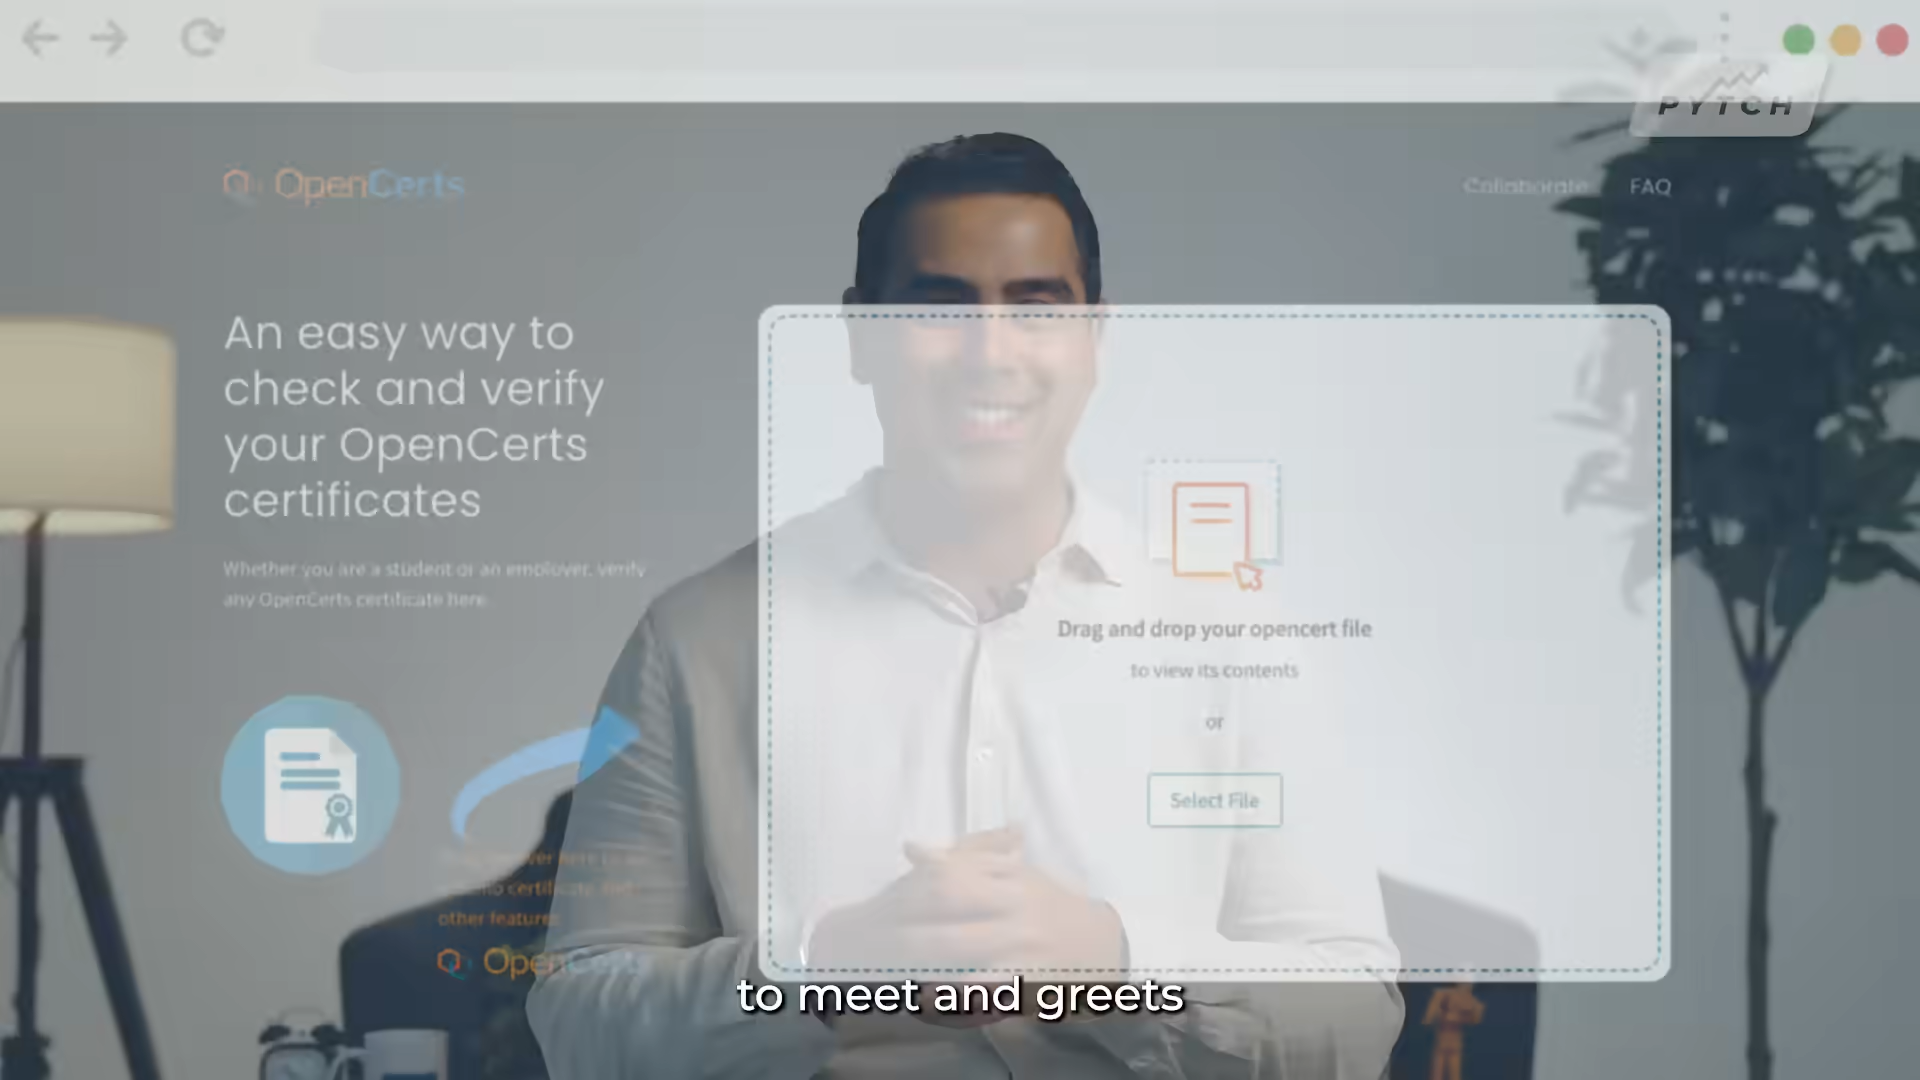 PYTCH
OpenCerts
Collaborate
FAQ
An easy way to
check and verify
your OpenCerts
certificates
Whether you are a student or an employer, verify
any OpenCerts certificate here.
Drag and drop your opencert file
to view its contents
or
Select File
other features
to meet and greets